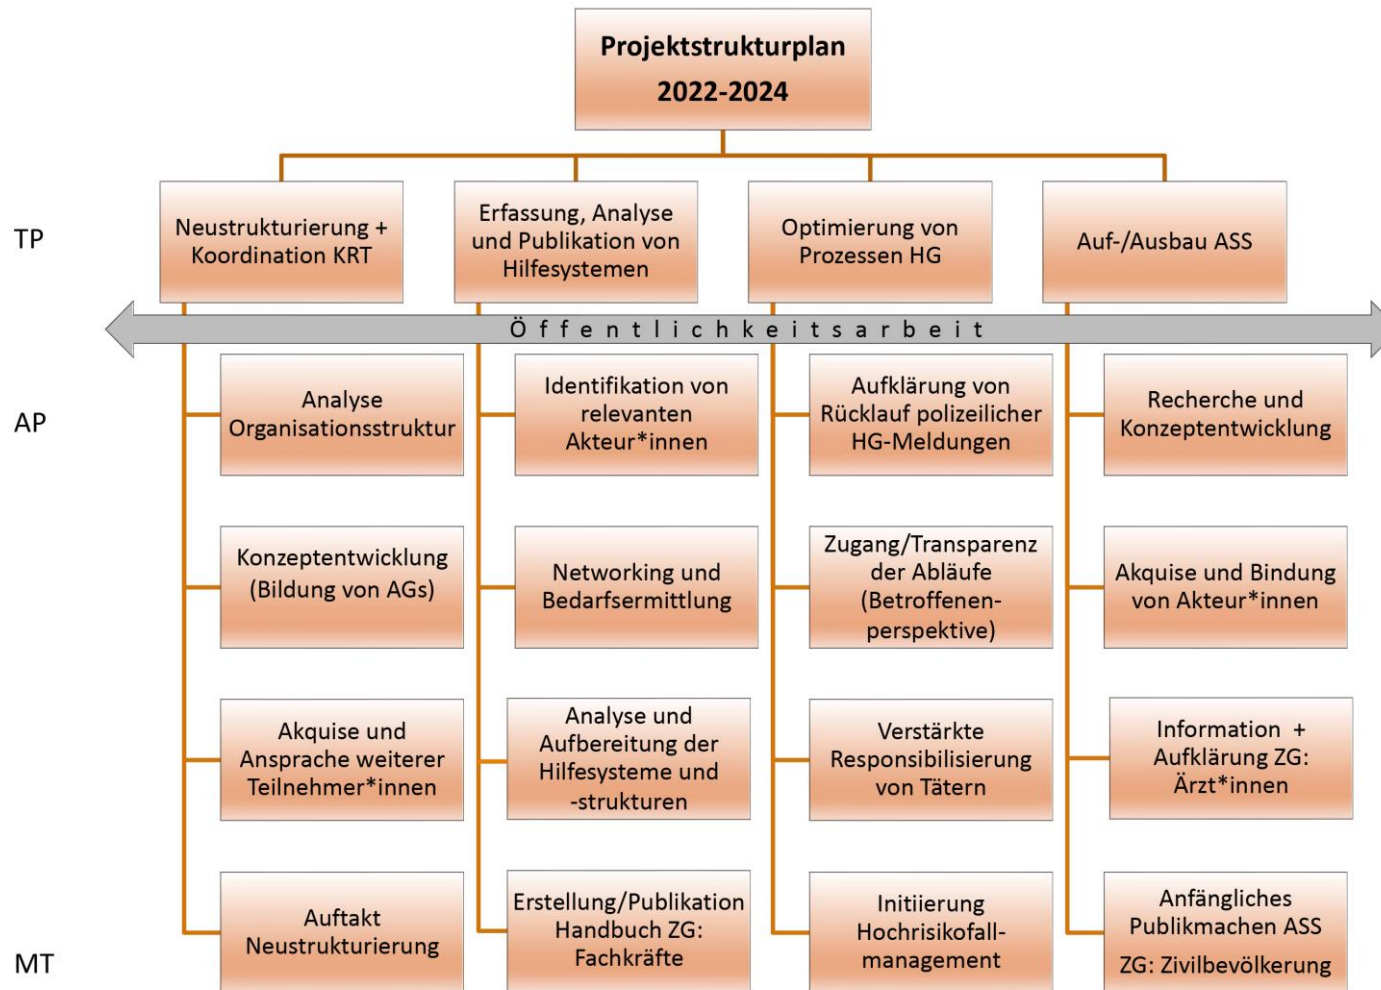 Projektstrukturplan
2022-2024
TP
Neustrukturierung +
Koordination KRT
Erfassung, Analyse
und Publikation von
Hilfesystemen
Optimierung von
Prozessen HG
Auf-/Ausbau ASS
Öffentlichkeitsarbeit
AP
Analyse
Organisationsstruktur
Identifikation von
relevanten
Akteur*innen
Aufklärung von
Rücklauf polizeilicher
HG-Meldungen
Recherche und
Konzeptentwicklung
Konzeptentwicklung
(Bildung von AGs)
Networking und
Bedarfsermittlung
Zugang/Transparenz
der Abläufe
(Betroffenen-
perspektive)
Akquise und Bindung
von Akteur*innen
Akquise und
Ansprache weiterer
Teilnehmer*innen
Analyse und
Aufbereitung der
Hilfesysteme und
-strukturen
Verstärkte
Responsibilisierung
von Tätern
Information +
Aufklärung ZG:
Ärzt*innen
MT
Auftakt
Neustrukturierung
Erstellung/Publikation
Handbuch ZG:
Fachkräfte
Initiierung
Hochrisikofall-
management
Anfängliches
Publikmachen ASS
ZG: Zivilbevölkerung